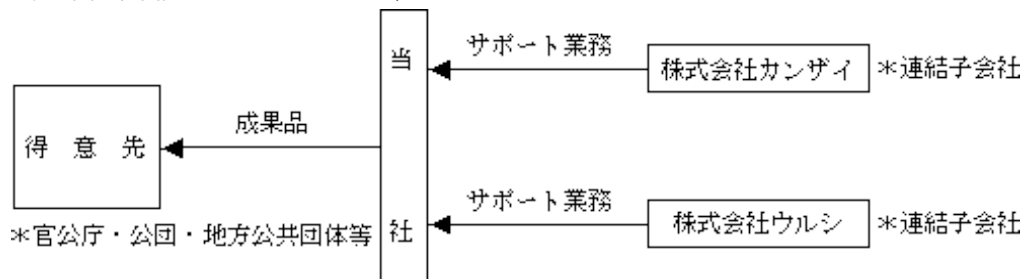 サポート業務
株式会社カンザイ
＊連結子会社
当社
成果品
得意先
＊官公庁・公団・地方公共団体等
サポート業務
株式会社ウルシ
＊連結子会社